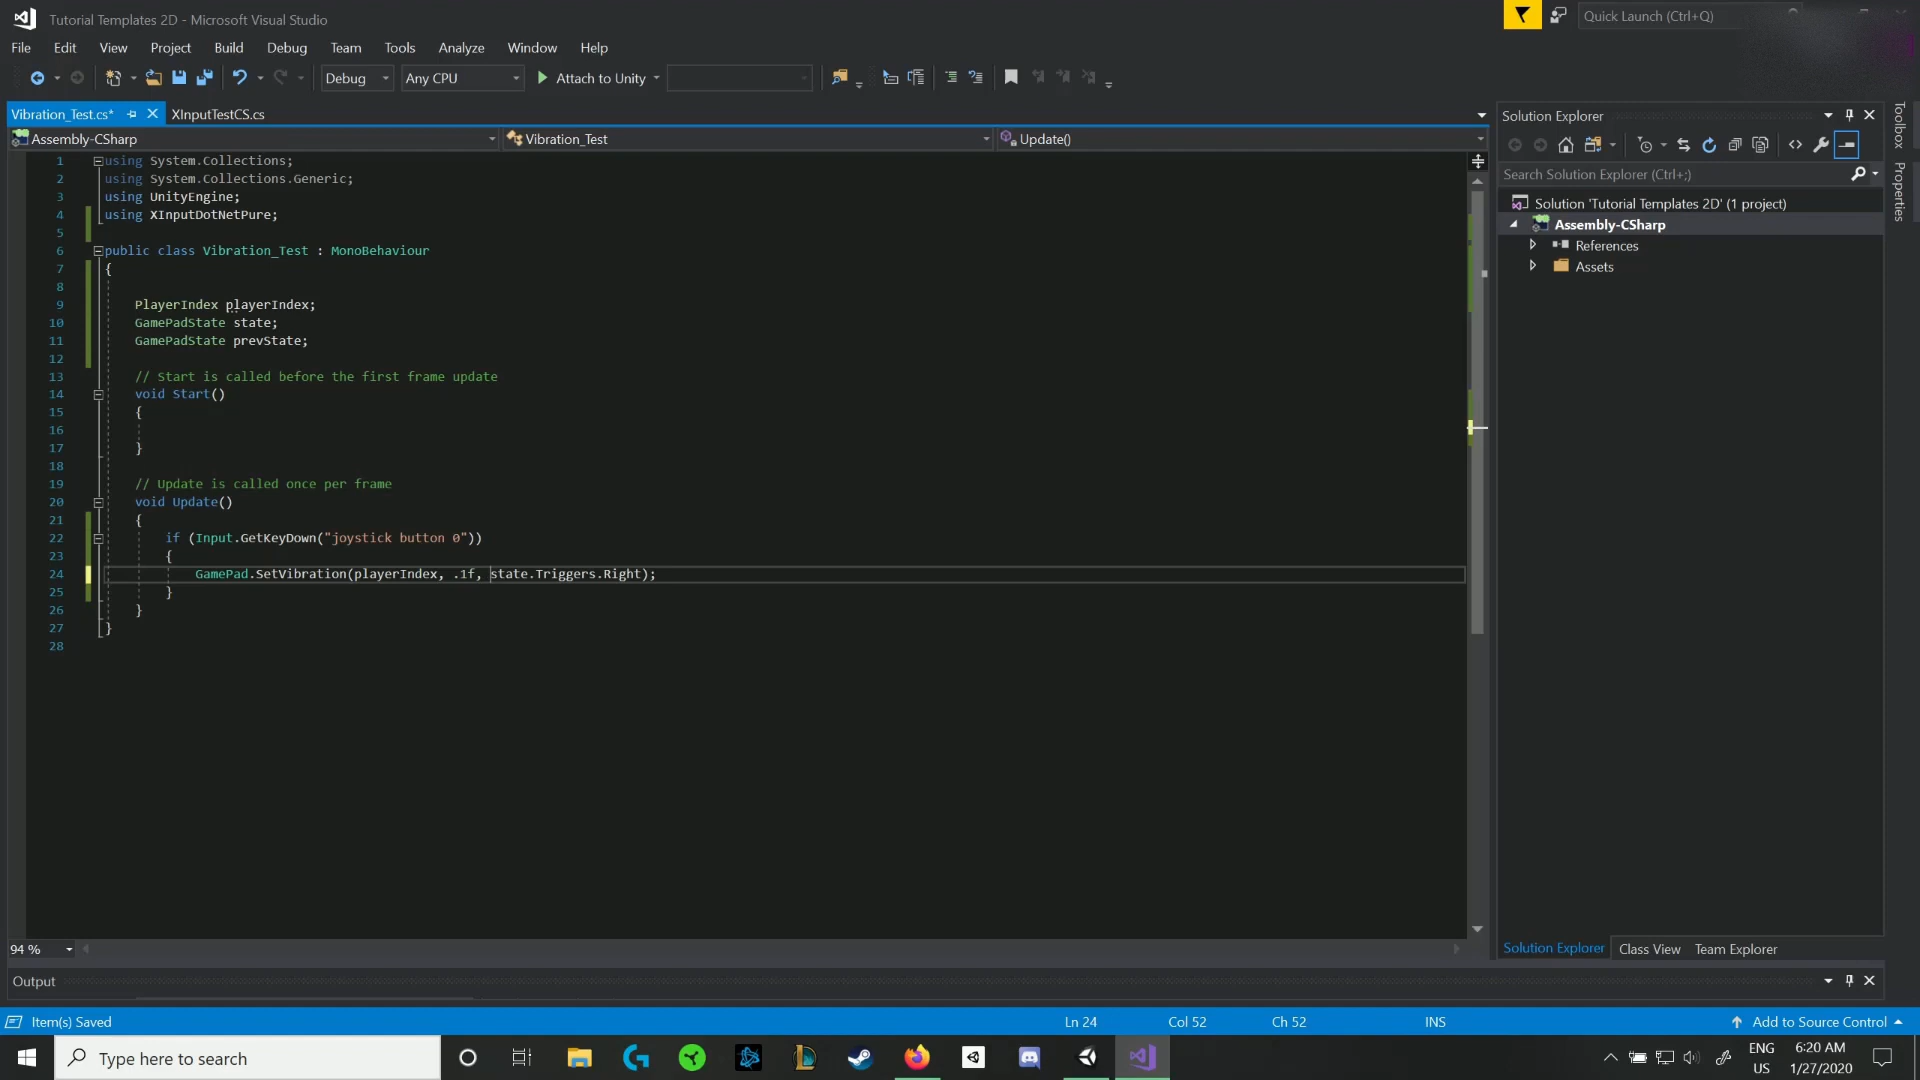 Tutorial Templates 2D - Microsoft Visual Studio
Quick Launch (Ctrl+Q)
File Edit View Project Build Debug Team Tools Analyze Window Help
Debug Any CPU Attach to Unity
Vibration_Test.cs* XInputTestCS.cs
Assembly-CSharp Vibration_Test Update()
1 using System.Collections;
2 using System.Collections.Generic;
3 using UnityEngine;
4 using XInputDotNetPure;
5
6 public class Vibration_Test : MonoBehaviour
7 {
8
9 PlayerIndex playerIndex;
10 GamePadState state;
11 GamePadState prevState;
12
13 // Start is called before the first frame update
14 void Start()
15 {
16
17 }
18
19 // Update is called once per frame
20 void Update()
21 {
22 if (Input.GetKeyDown("joystick button 0"))
23 {
24 GamePad.SetVibration(playerIndex, .1f, state.Triggers.Right);
25 }
26 }
27 }
28
94 %
Solution Explorer
Search Solution Explorer (Ctrl+;)
Solution 'Tutorial Templates 2D' (1 project)
Assembly-CSharp
References
Assets
Solution Explorer Class View Team Explorer
Toolbox
Properties
Output
Item(s) Saved Ln 24 Col 52 Ch 52 INS Add to Source Control
Type here to search
ENG 6:20 AM
US 1/27/2020